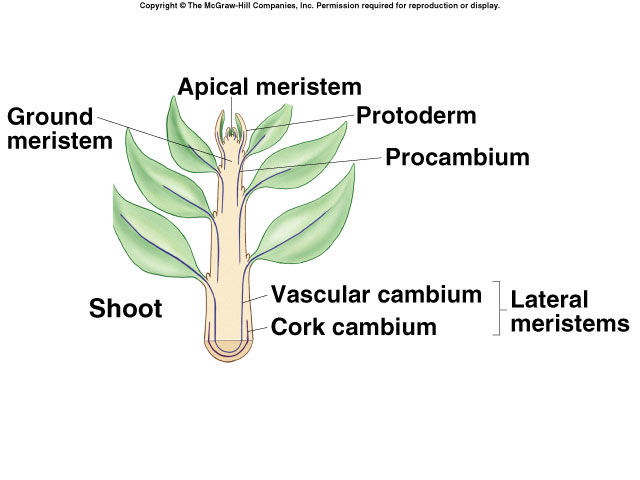 Copyright © The McGraw-Hill Companies, Inc. Permission required for reproduction or display.
Apical meristem
Ground
meristem
Protoderm
Procambium
Shoot
Vascular cambium
Cork cambium
Lateral
meristems